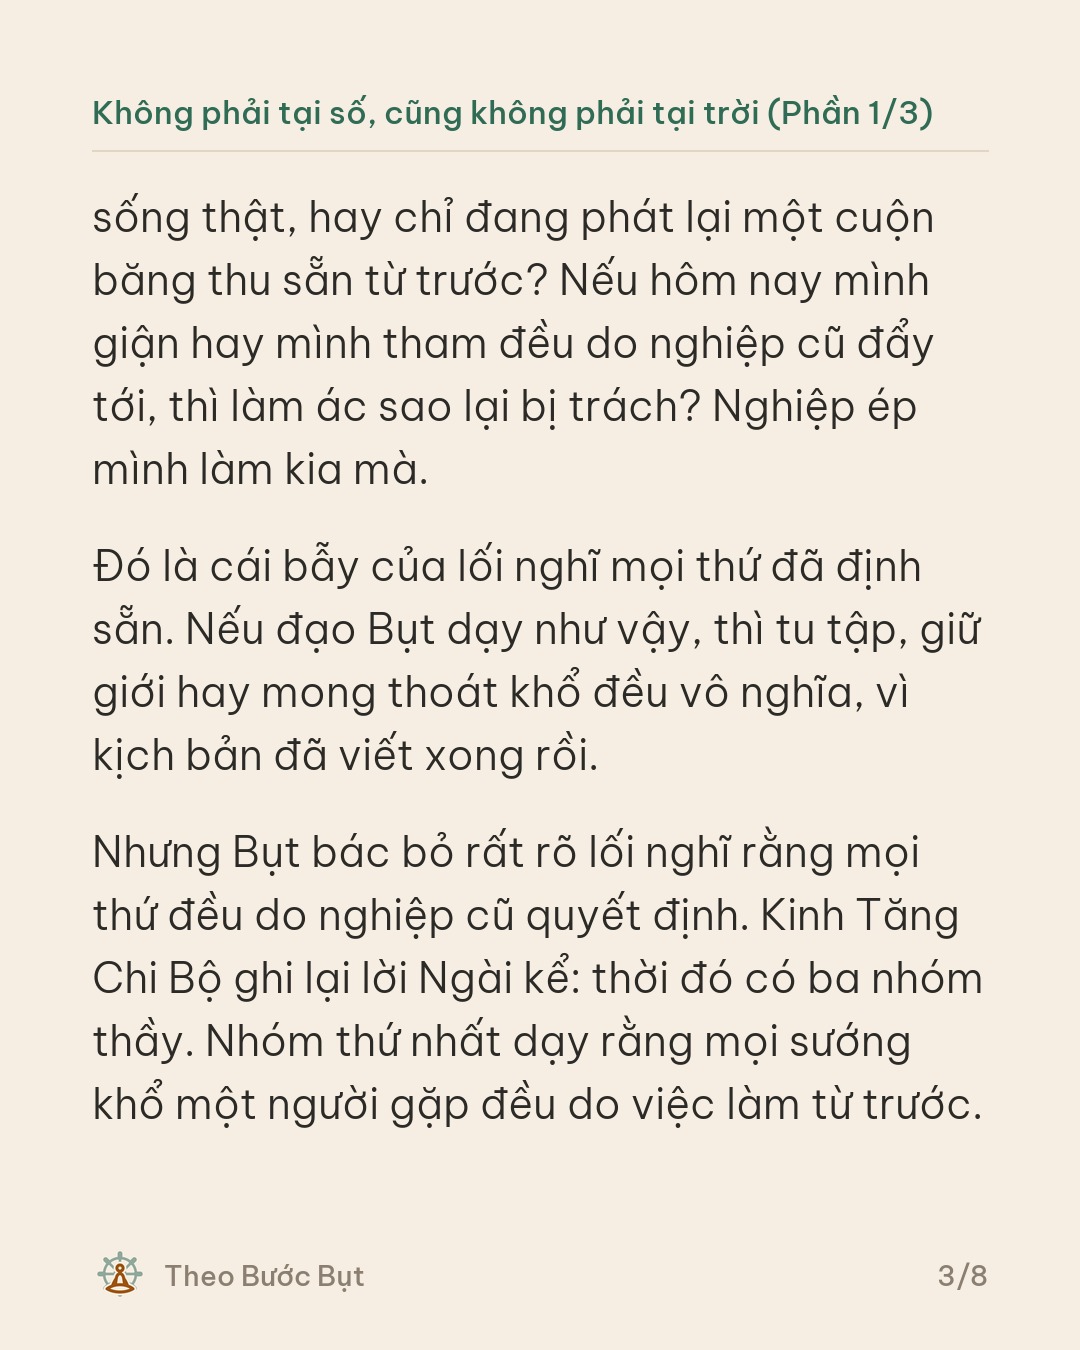 Không phải tại số, cũng không phải tại trời (Phần 1/3)
sống thật, hay chỉ đang phát lại một cuộn
băng thu sẵn từ trước? Nếu hôm nay mình
giận hay mình tham đều do nghiệp cũ đẩy
tới, thì làm ác sao lại bị trách? Nghiệp ép
mình làm kia mà.
Đó là cái bẫy của lối nghĩ mọi thứ đã định
sẵn. Nếu đạo Bụt dạy như vậy, thì tu tập, giữ
giới hay mong thoát khổ đều vô nghĩa, vì
kịch bản đã viết xong rồi.
Nhưng Bụt bác bỏ rất rõ lối nghĩ rằng mọi
thứ đều do nghiệp cũ quyết định. Kinh Tăng
Chi Bộ ghi lại lời Ngài kể: thời đó có ba nhóm
thầy. Nhóm thứ nhất dạy rằng mọi sướng
khổ một người gặp đều do việc làm từ trước.
Theo Bước Bụt
3/8